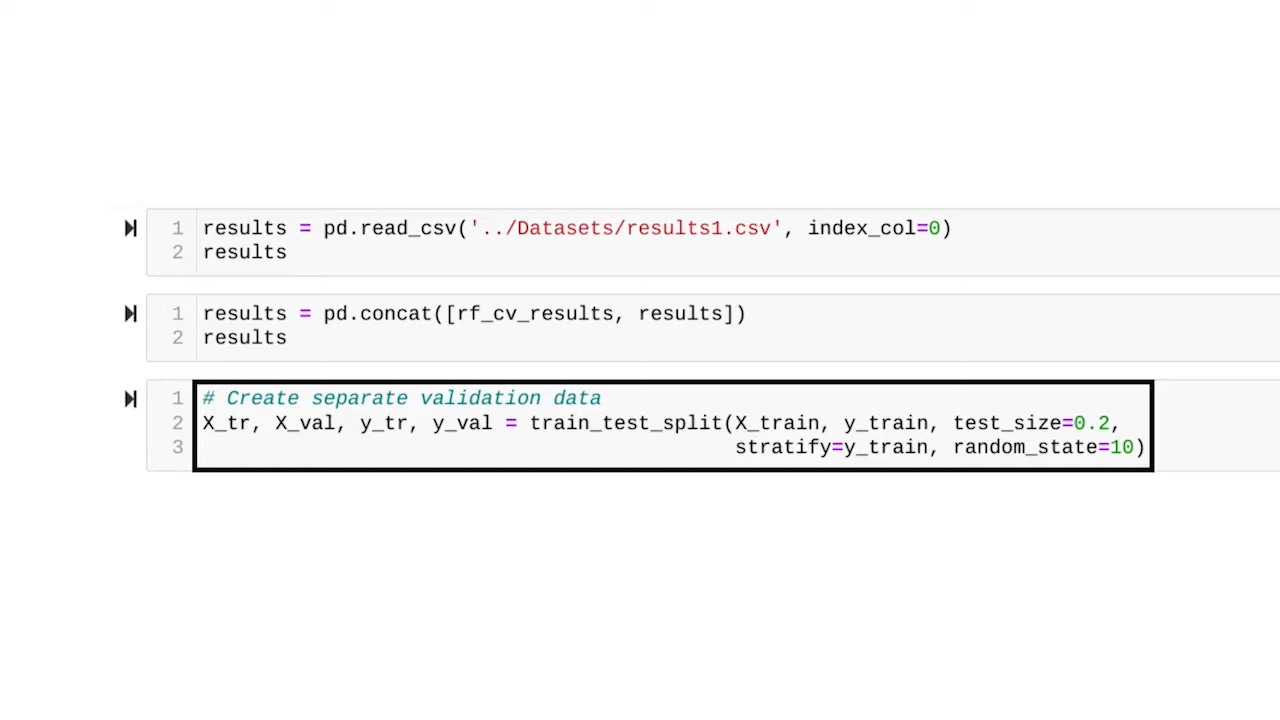 1 results = pd.read_csv('../Datasets/results1.csv', index_col=0)
2 results
1 results = pd.concat([rf_cv_results, results])
2 results
1 # Create separate validation data
2 X_tr, X_val, y_tr, y_val = train_test_split(X_train, y_train, test_size=0.2,
3 stratify=y_train, random_state=10)